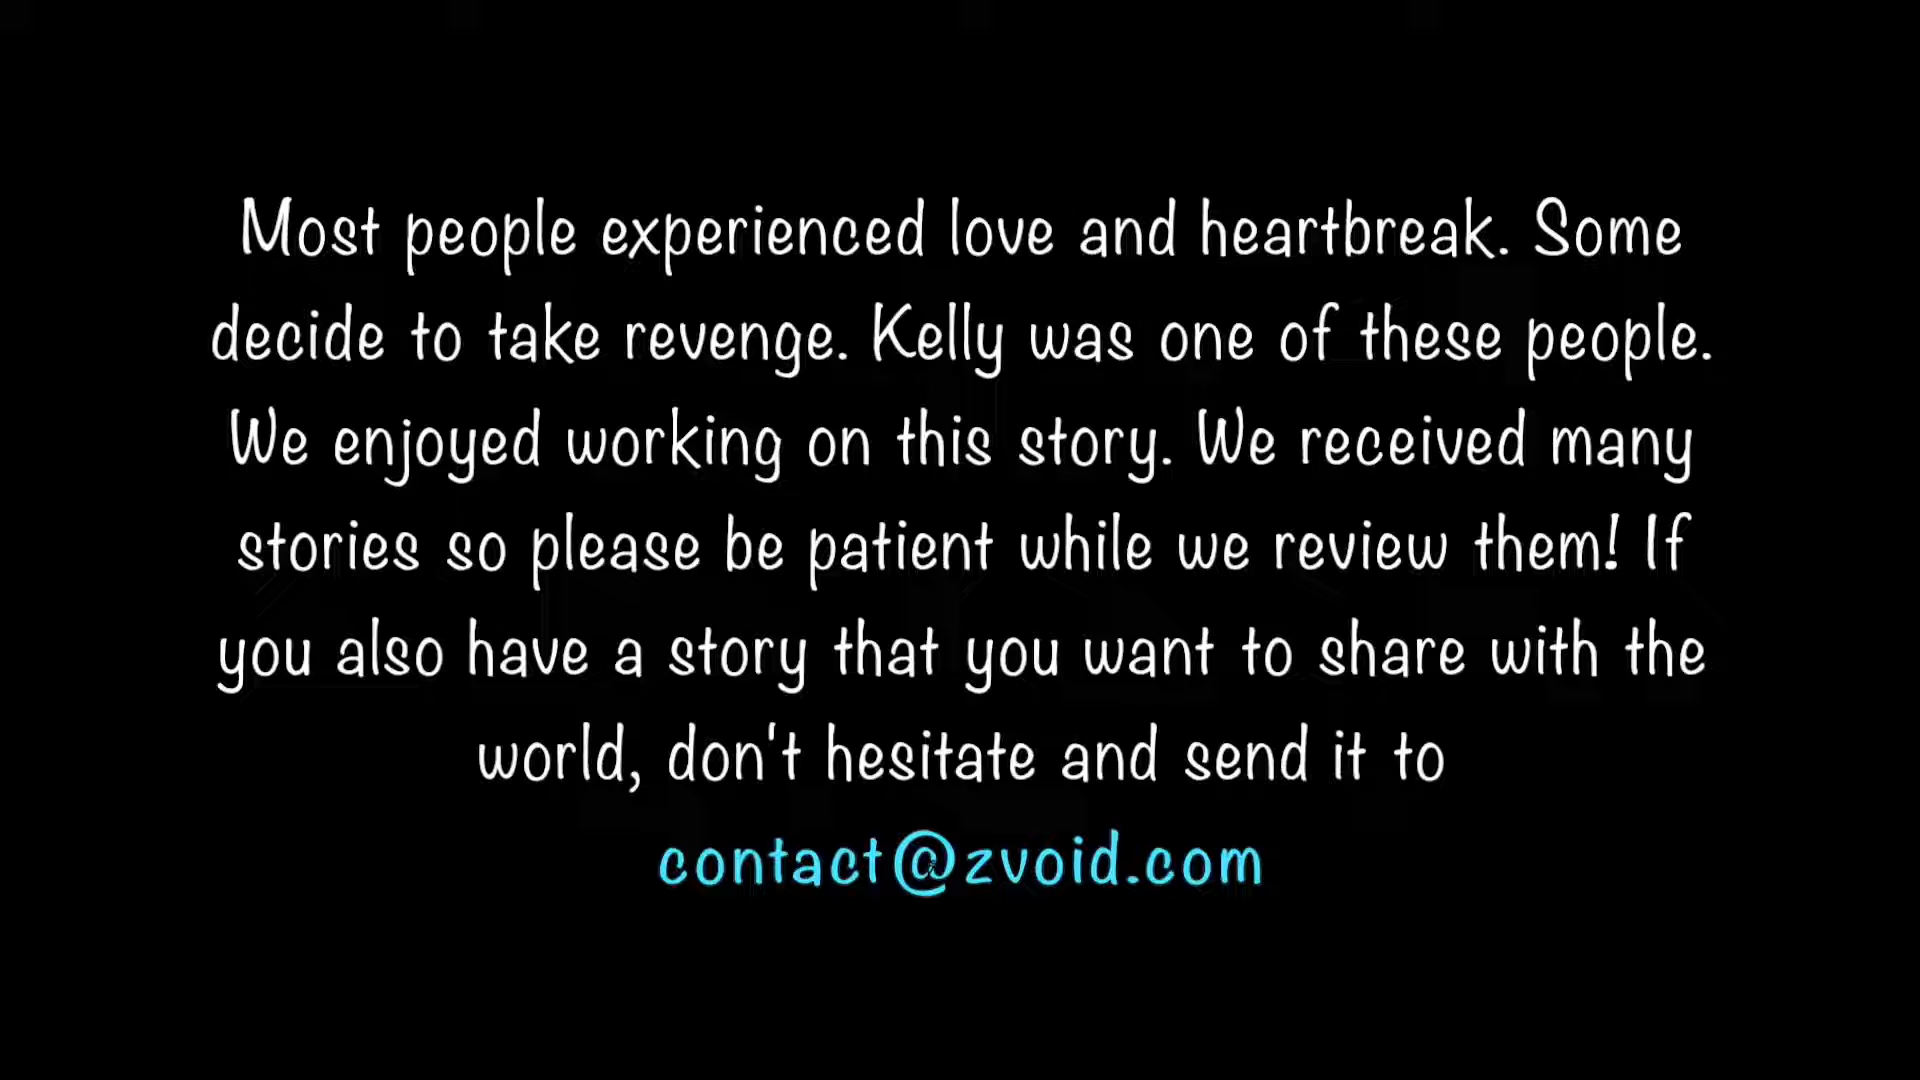 Most people experienced love and heartbreak. Some
decide to take revenge. Kelly was one of these people.
We enjoyed working on this story. We received many
stories so please be patient while we review them! If
you also have a story that you want to share with the
world, don't hesitate and send it to
contact@zvoid.com